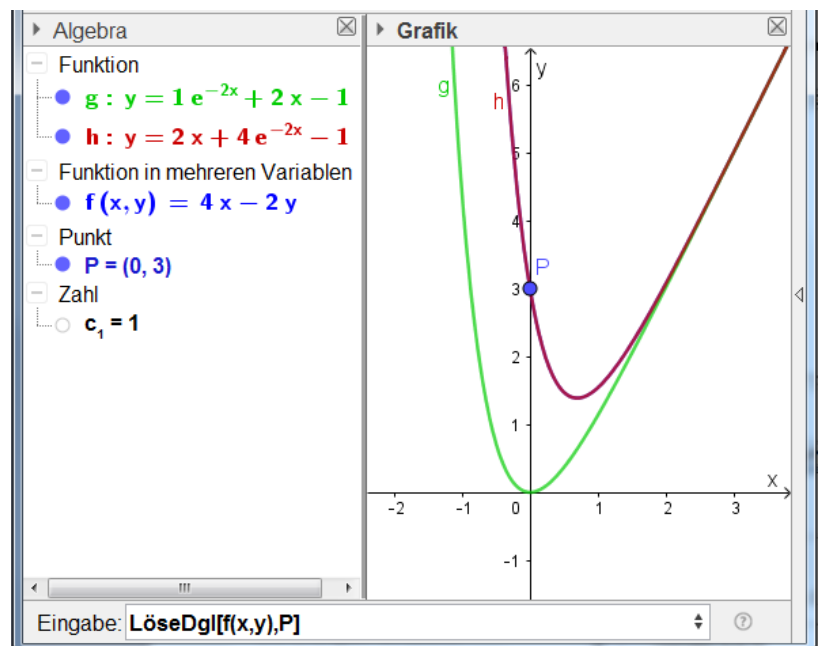 Algebra
Funktion
g : y = 1 e^{−2x} + 2 x − 1
h : y = 2 x + 4 e^{−2x} − 1
Funktion in mehreren Variablen
f (x, y) = 4 x − 2 y
Punkt
P = (0, 3)
Zahl
c₁ = 1
Grafik
y
g
h
6
5
4
P
3
2
1
x
-2 -1 0 1 2 3
-1
Eingabe: LöseDgl[f(x,y),P]